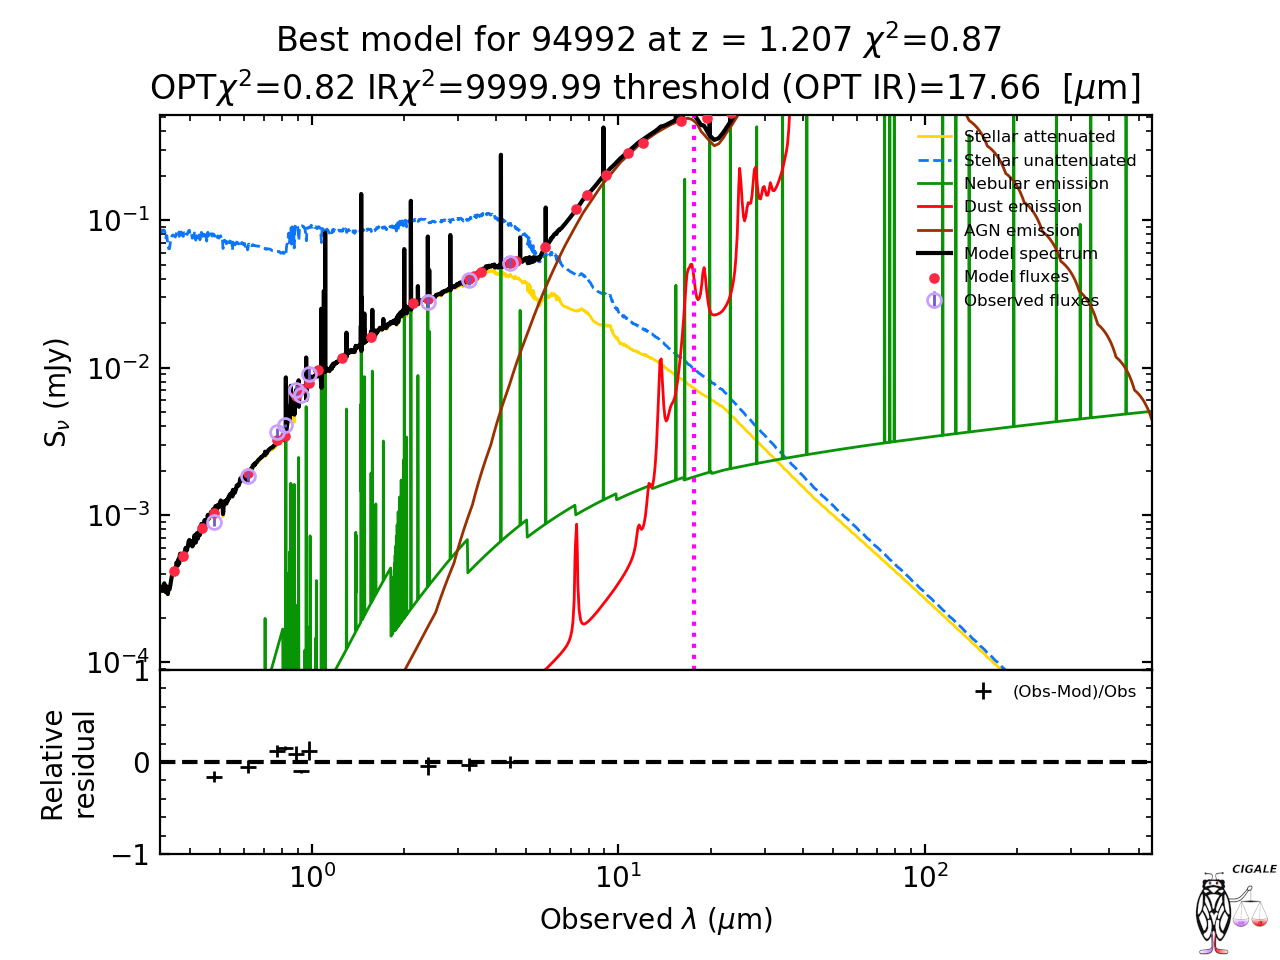 Best model for 94992 at z = 1.207 χ²=0.87
OPTχ²=0.82 IRχ²=9999.99 threshold (OPT IR)=17.66 [μm]
Stellar attenuated
Stellar unattenuated
Nebular emission
Dust emission
AGN emission
Model spectrum
Model fluxes
Observed fluxes
S_ν (mJy)
10⁻¹
10⁻²
10⁻³
10⁻⁴
1
0
−1
Relative
residual
(Obs-Mod)/Obs
10⁰ 10¹ 10²
Observed λ (μm)
CIGALE